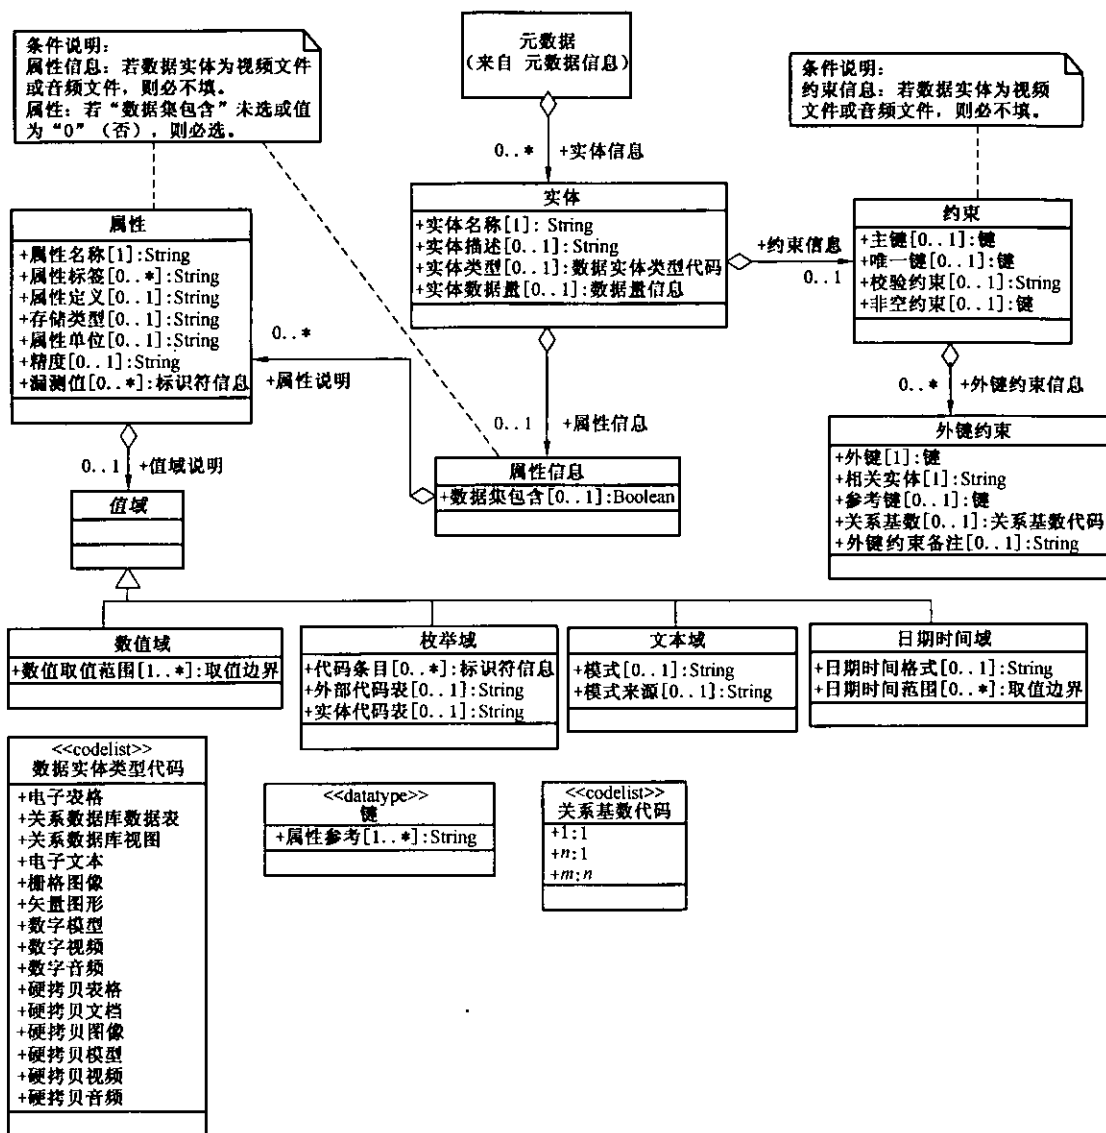 条件说明：
属性信息：若数据实体为视频文件
或音频文件，则必不填。
属性：若“数据集包含”未选或值
为“0”（否），则必选。
元数据
（来自 元数据信息）
条件说明：
约束信息：若数据实体为视频
文件或音频文件，则必不填。
0..* +实体信息
属性
+属性名称[1]:String
+属性标签[0..*]:String
+属性定义[0..1]:String
+存储类型[0..1]:String
+属性单位[0..1]:String
+精度[0..1]:String
+漏测值[0..*]:标识符信息
实体
+实体名称[1]: String
+实体描述[0..1]:String
+实体类型[0..1]:数据实体类型代码
+实体数据量[0..1]:数据量信息
+约束信息
0..1
约束
+主键[0..1]:键
+唯一键[0..1]:键
+校验约束[0..1]:String
+非空约束[0..1]:键
0..*
+属性说明
0..1 +属性信息
0..* +外键约束信息
0..1 +值域说明
值域
属性信息
+数据集包含[0..1]:Boolean
外键约束
+外键[1]:键
+相关实体[1]:String
+参考键[0..1]:键
+关系基数[0..1]:关系基数代码
+外键约束备注[0..1]:String
数值域
+数值取值范围[1..*]:取值边界
枚举域
+代码条目[0..*]:标识符信息
+外部代码表[0..1]:String
+实体代码表[0..1]:String
文本域
+模式[0..1]:String
+模式来源[0..1]:String
日期时间域
+日期时间格式[0..1]:String
+日期时间范围[0..*]:取值边界
<<codelist>>
数据实体类型代码
+电子表格
+关系数据库数据表
+关系数据库视图
+电子文本
+栅格图像
+矢量图形
+数字模型
+数字视频
+数字音频
+硬拷贝表格
+硬拷贝文档
+硬拷贝图像
+硬拷贝模型
+硬拷贝视频
+硬拷贝音频
<<datatype>>
键
+属性参考[1..*]:String
<<codelist>>
关系基数代码
+1:1
+n:1
+m:n